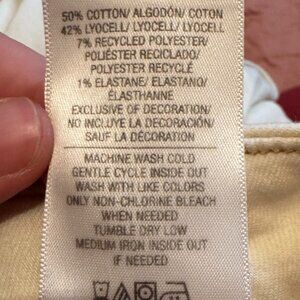 50% COTTON/ ALGODÓN/ COTON
42% LYOCELL/ LYOCELL/ LYOCELL
7% RECYCLED POLYESTER/
POLIÉSTER RECICLADO/
POLYESTER RECYCLÉ
1% ELASTANE/ ELASTANO/
ÉLASTHANNE
EXCLUSIVE OF DECORATION/
NO INCLUYE LA DECORACIÓN/
SAUF LA DÉCORATION
MACHINE WASH COLD
GENTLE CYCLE INSIDE OUT
WASH WITH LIKE COLORS
ONLY NON-CHLORINE BLEACH
WHEN NEEDED
TUMBLE DRY LOW
MEDIUM IRON INSIDE OUT
IF NEEDED